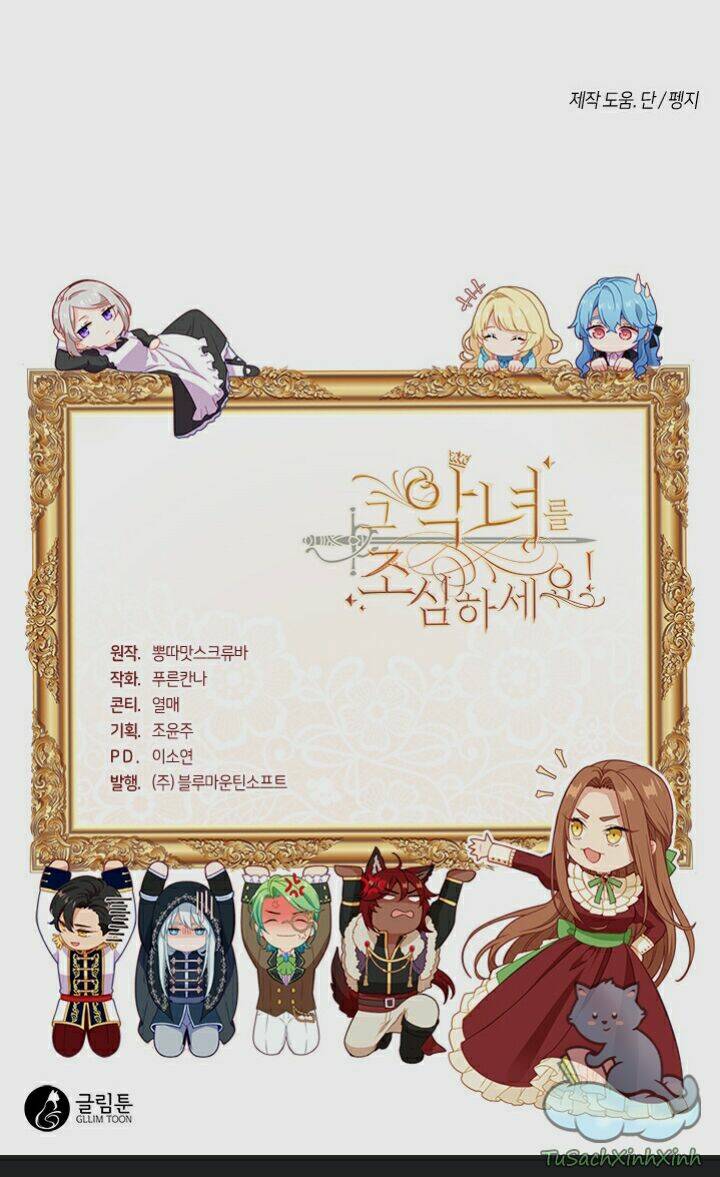 제작 도움. 단 / 펭지
그 악녀를
조심하세요!
원작. 뽕따맛스크류바
작화. 푸른칸나
콘티. 열매
기획. 조윤주
PD. 이소연
발행. (주) 블루마운틴소프트
글림툰
GLLIM TOON
TuSachXinhXinh